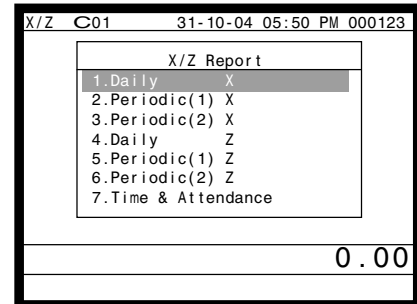 X/Z C01 31-10-04 05:50 PM 000123
X/Z Report
1.Daily X
2.Periodic(1) X
3.Periodic(2) X
4.Daily Z
5.Periodic(1) Z
6.Periodic(2) Z
7.Time & Attendance
0.00